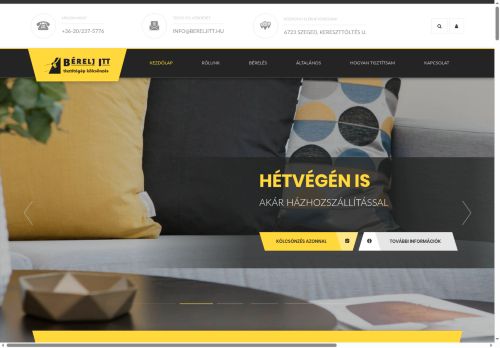 +36-20/237-5776
INFO@BERELJITT.HU
6723 SZEGED, KERESZTTÖLTÉS U.
BÉRELJ ITT
tisztítógép kölcsönzés
KEZDŐLAP
RÓLUNK
BÉRELÉS
ÁLTALÁNOS
HOGYAN TISZTÍTSAM
KAPCSOLAT
HÉTVÉGÉN IS
AKÁR HÁZHOZSZÁLLÍTÁSSAL
KÖLCSÖNZÉS AZONNAL
TOVÁBBI INFORMÁCIÓK